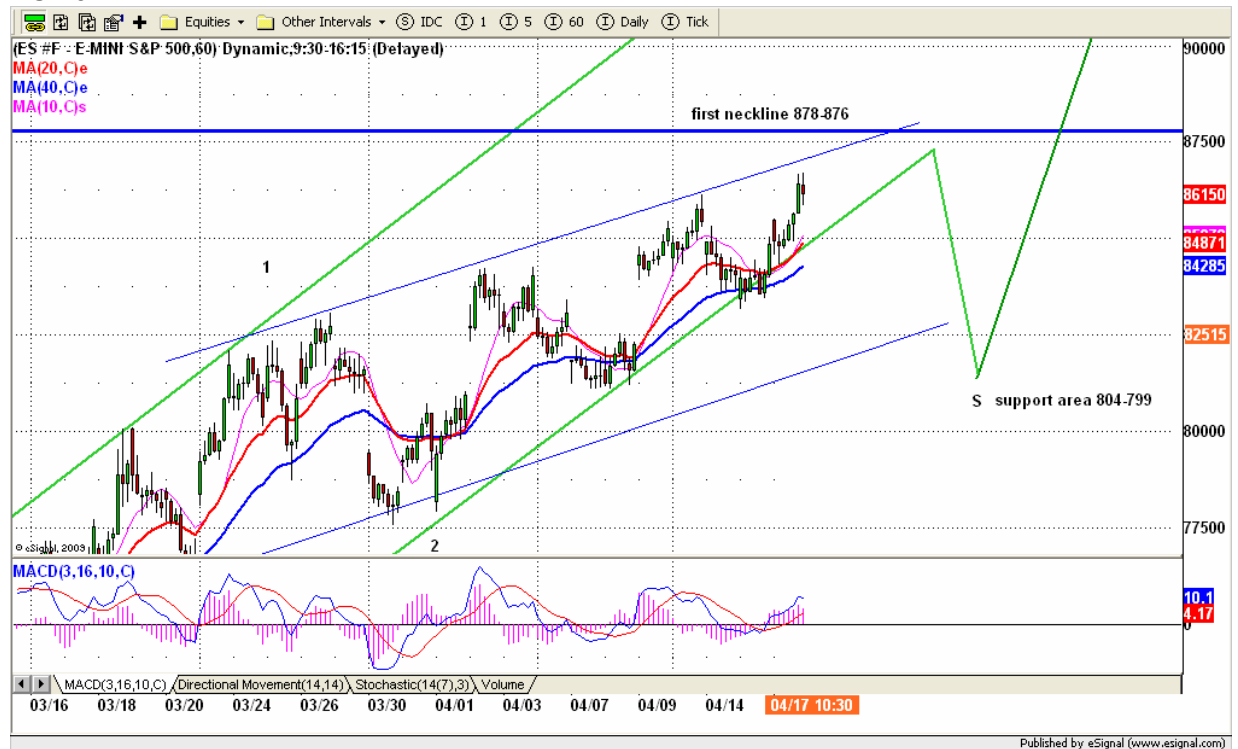 Equities Other Intervals S IDC I 1 I 5 I 60 I Daily I Tick
(ES #F - E-MINI S&P 500,60) Dynamic,9:30-16:15 (Delayed)
MA(20,C)e
MA(40,C)e
MA(10,C)s
90000
first neckline 878-876
87500
86150
84871
84285
1
82515
S support area 804-799
80000
77500
2
© eSignal, 2009
MACD(3,16,10,C)
10.1
4.17
0
MACD(3,16,10,C) Directional Movement(14,14) Stochastic(14(7),3) Volume
03/16 03/18 03/20 03/24 03/26 03/30 04/01 04/03 04/07 04/09 04/14 04/17 10:30
Published by eSignal (www.esignal.com)